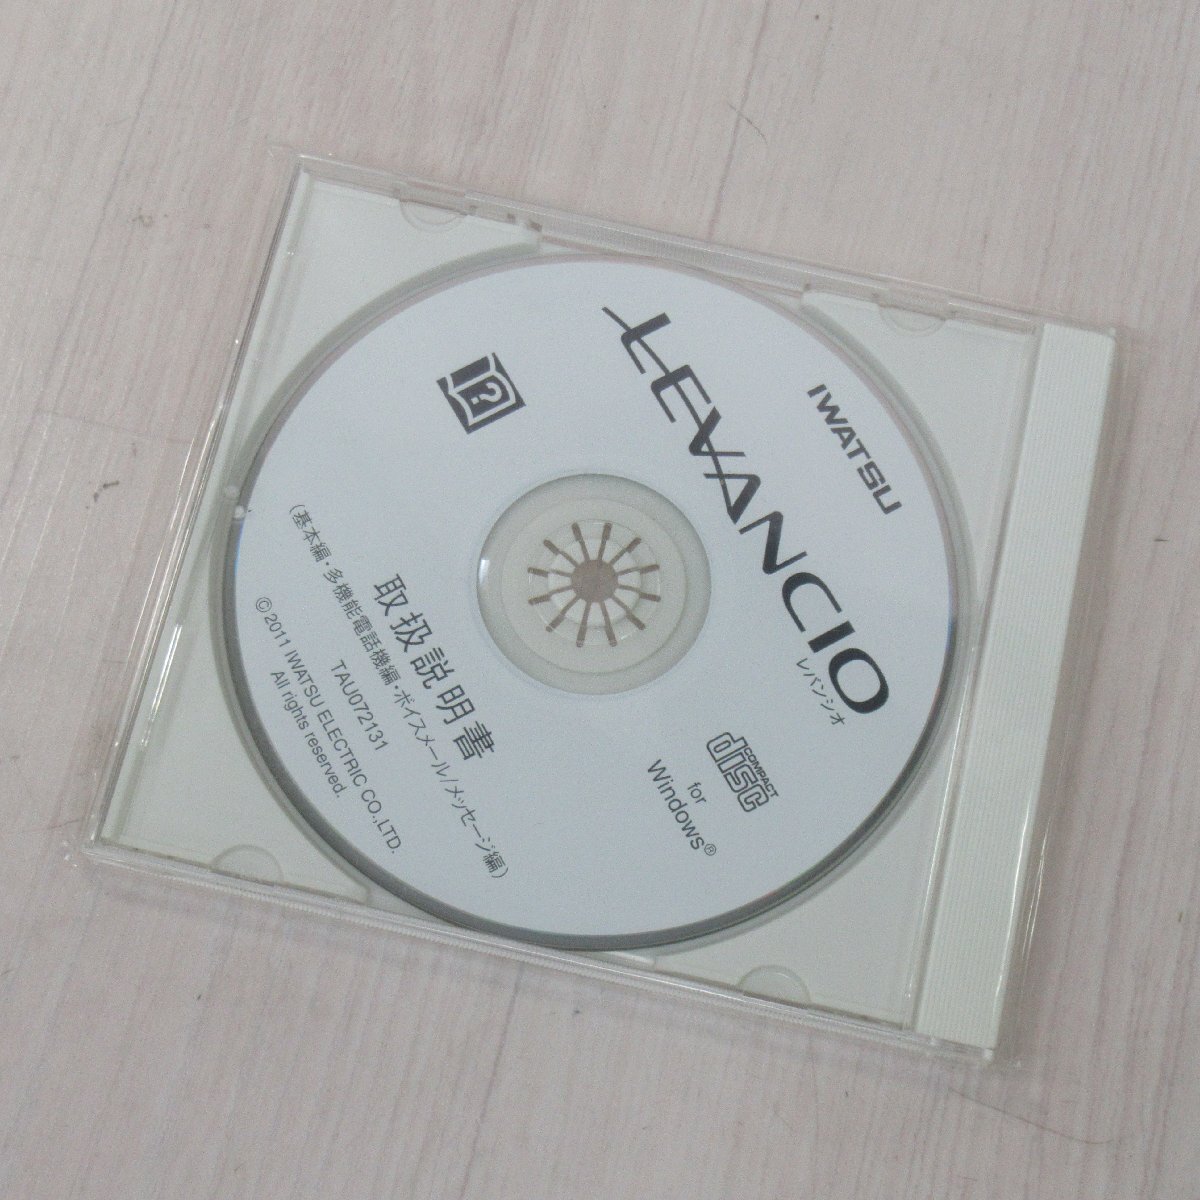 IWATSU
LEVANCIO
レバンシオ
COMPACT
disc
for
Windows®
取扱説明書
(基本編・多機能電話機編・ボイスメール/メッセージ編)
TAU072131
©2011 IWATSU ELECTRIC CO.,LTD.
All rights reserved.